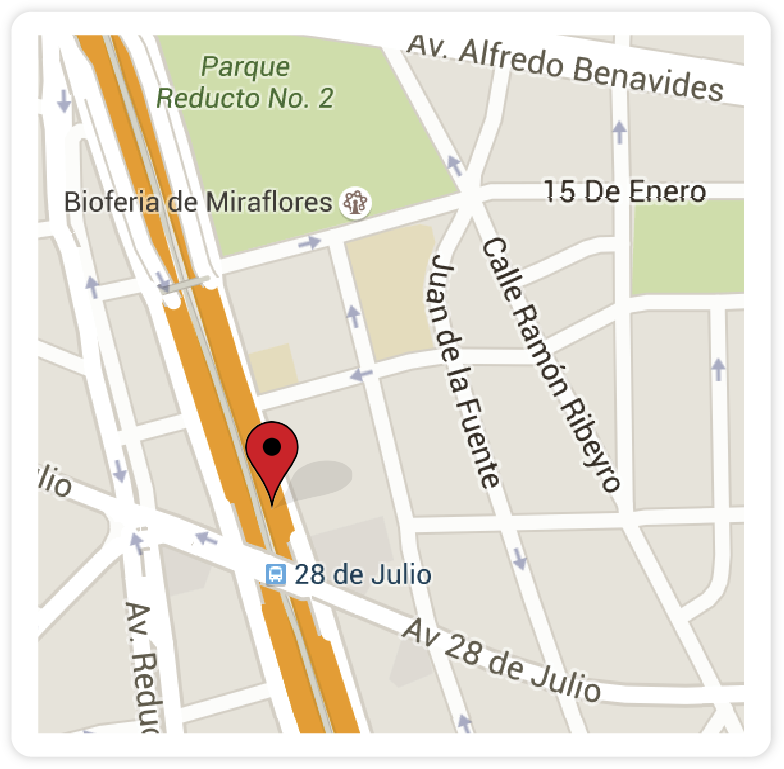 Av. Alfredo Benavides
Parque
Reducto No. 2
Bioferia de Miraflores
15 De Enero
Juan de la Fuente
Calle Ramón Ribeyro
lio
28 de Julio
Av 28 de Julio
Av. Reduc